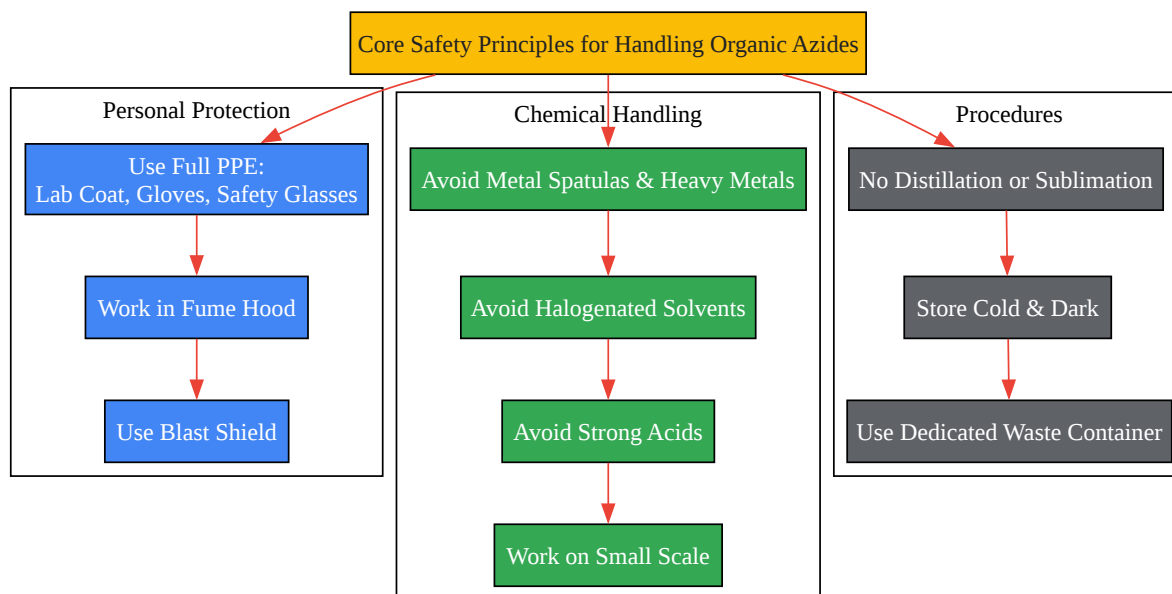 Core Safety Principles for Handling Organic Azides
Personal Protection
Use Full PPE:
Lab Coat, Gloves, Safety Glasses
Work in Fume Hood
Use Blast Shield
Chemical Handling
Avoid Metal Spatulas & Heavy Metals
Avoid Halogenated Solvents
Avoid Strong Acids
Work on Small Scale
Procedures
No Distillation or Sublimation
Store Cold & Dark
Use Dedicated Waste Container